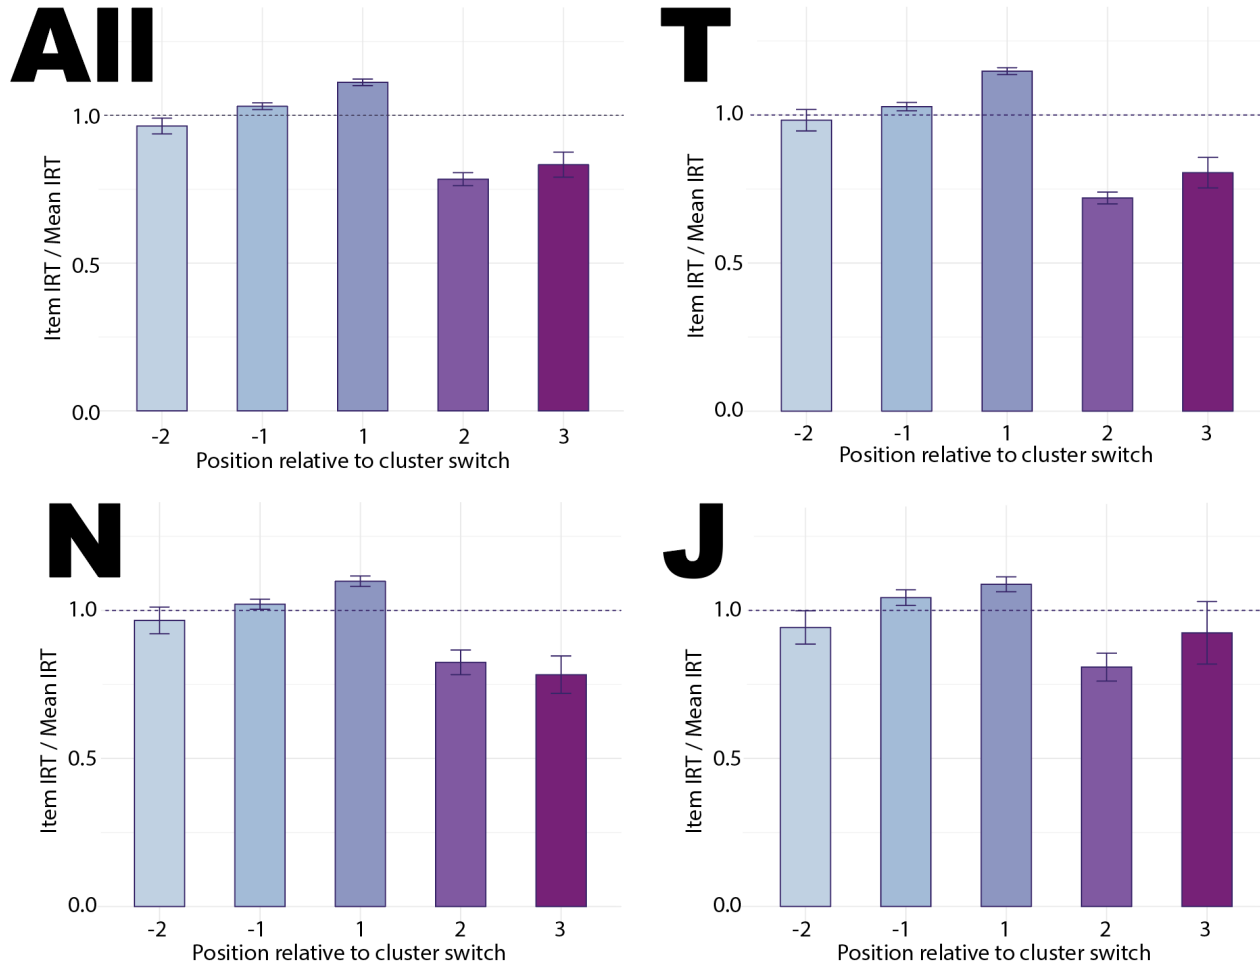 All
1.0
0.5
0.0
Item IRT / Mean IRT
-2 -1 1 2 3
Position relative to cluster switch
T
1.0
0.5
0.0
Item IRT / Mean IRT
-2 -1 1 2 3
Position relative to cluster switch
N
1.0
0.5
0.0
Item IRT / Mean IRT
-2 -1 1 2 3
Position relative to cluster switch
J
1.0
0.5
0.0
Item IRT / Mean IRT
-2 -1 1 2 3
Position relative to cluster switch